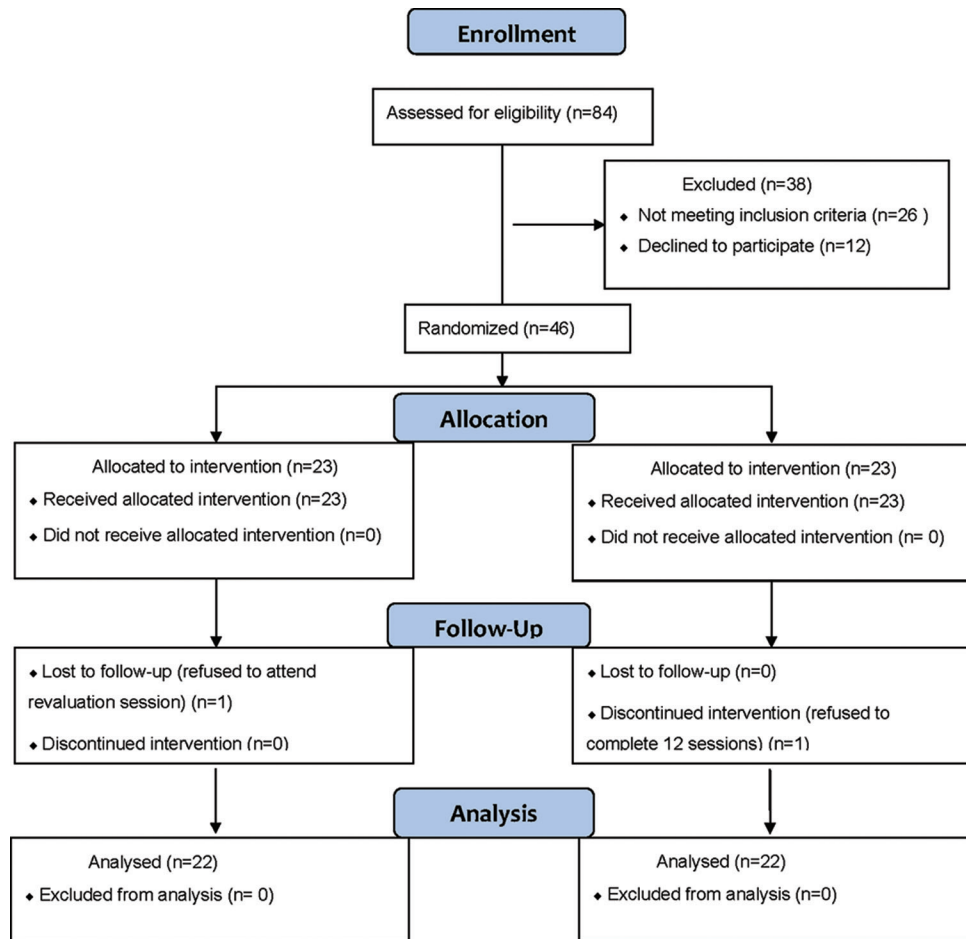 Enrollment
Assessed for eligibility (n=84)
Excluded (n=38)
◆ Not meeting inclusion criteria (n=26 )
◆ Declined to participate (n=12)
Randomized (n=46)
Allocation
Allocated to intervention (n=23)
◆ Received allocated intervention (n=23)
◆ Did not receive allocated intervention (n=0)
Allocated to intervention (n=23)
◆ Received allocated intervention (n=23)
◆ Did not receive allocated intervention (n= 0)
Follow-Up
◆ Lost to follow-up (refused to attend
revaluation session) (n=1)
◆ Discontinued intervention (n=0)
◆ Lost to follow-up (n=0)
◆ Discontinued intervention (refused to
complete 12 sessions) (n=1)
Analysis
Analysed (n=22)
◆ Excluded from analysis (n= 0)
Analysed (n=22)
◆ Excluded from analysis (n=0)